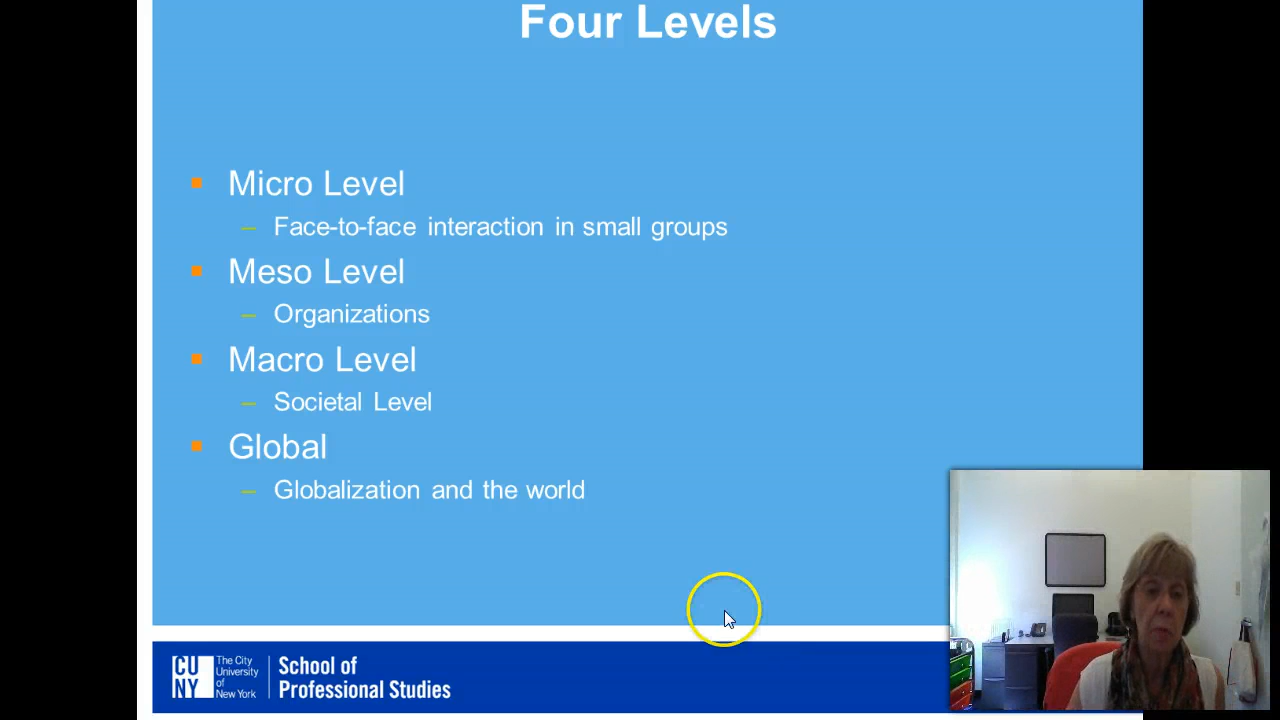 Four Levels
Micro Level
– Face-to-face interaction in small groups
Meso Level
– Organizations
Macro Level
– Societal Level
Global
– Globalization and the world
CU
NY
The City
University
of
New York
School of
Professional Studies